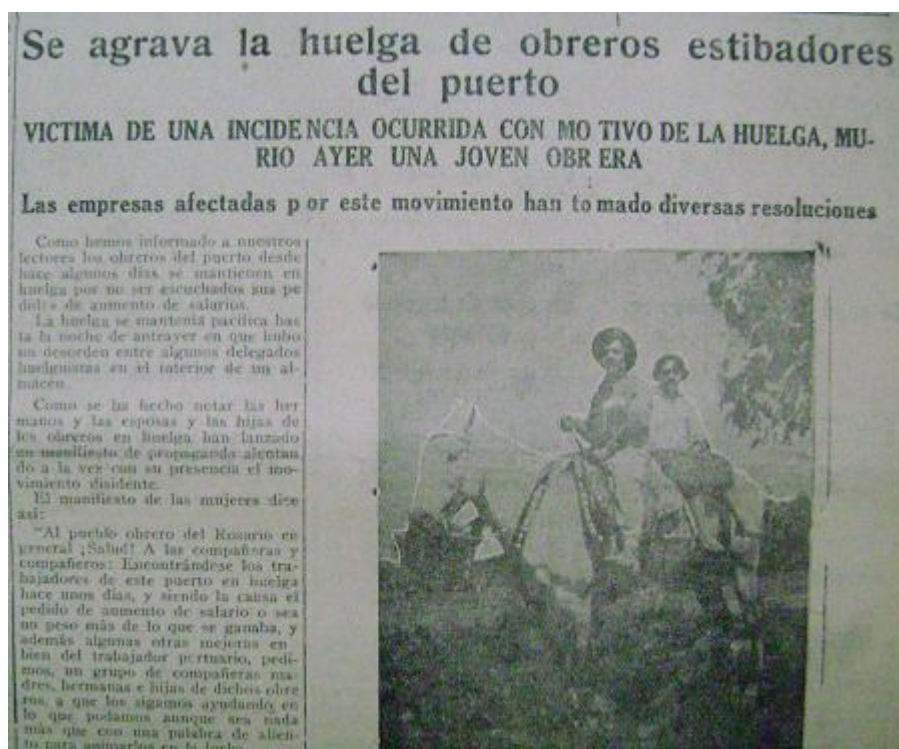 Se agrava la huelga de obreros estibadores
del puerto
VICTIMA DE UNA INCIDENCIA OCURRIDA CON MOTIVO DE LA HUELGA, MU-
RIO AYER UNA JOVEN OBRERA
Las empresas afectadas por este movimiento han tomado diversas resoluciones
Como hemos informado a nuestros
lectores los obreros del puerto desde
hace algunos días se mantienen en
huelga por no ser escuchados sus pe
didos de aumento de salarios.
La huelga se mantenía pacífica has
ta la noche de anteayer en que hubo
un desorden entre algunos delegados
huelguistas en el interior de un al-
macén.
Como se ha hecho notar las her
manos y las esposas y las hijas de
los obreros en huelga han lanzado
un manifiesto de propaganda alentan
do a la vez con su presencia el mo-
vimiento disidente.
El manifiesto de las mujeres dice
así:
"Al pueblo obrero del Rosario en
general ¡Salud! A las compañeras y
compañeros: Encontrándose los tra-
bajadores de este puerto en huelga
hace unos días, y siendo la causa el
pedido de aumento de salario o sea
un peso más de lo que se ganaba, y
además algunas otras mejoras en
bien del trabajador portuario, pedi-
mos, un grupo de compañeras ma-
dres, hermanas e hijas de dichos obre
ros, a que los sigamos ayudando en
lo que podamos aunque sea nada
más que con una palabra de alien-
to para animarlos en la lucha